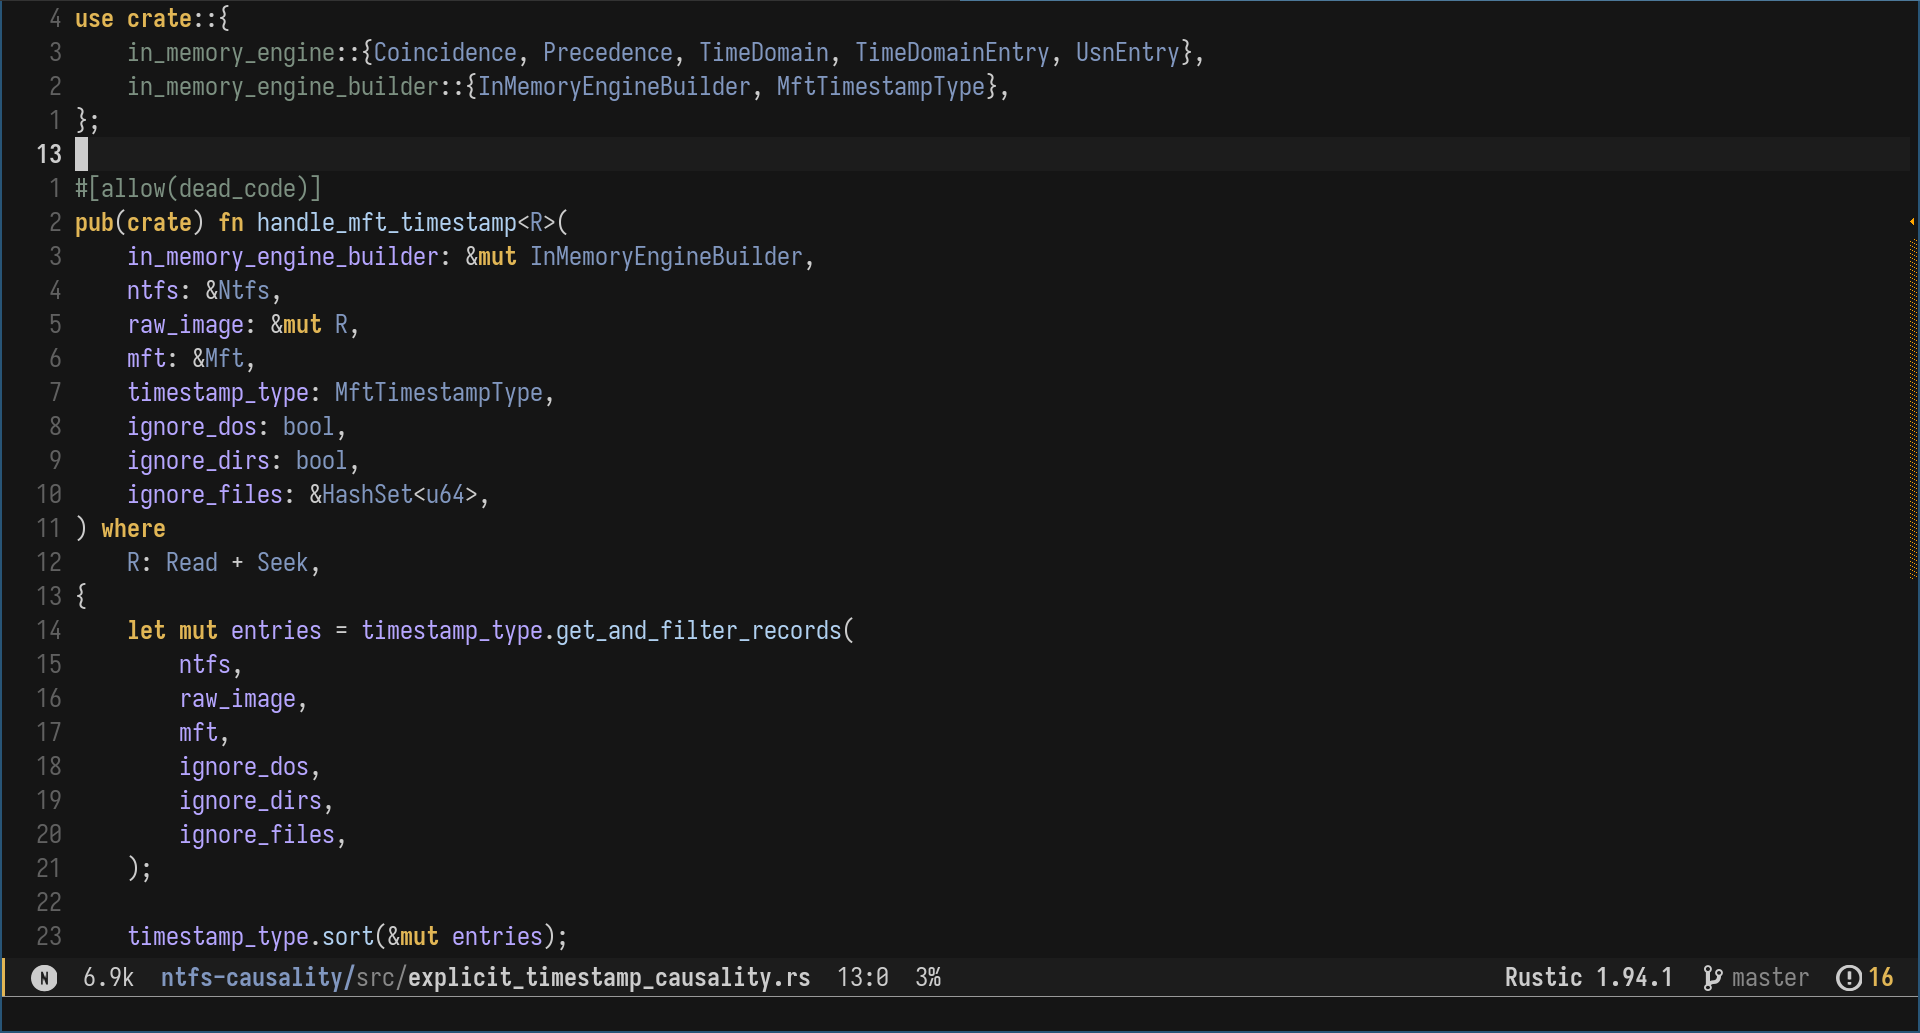 4 use crate::{
3     in_memory_engine::{Coincidence, Precedence, TimeDomain, TimeDomainEntry, UsnEntry},
2     in_memory_engine_builder::{InMemoryEngineBuilder, MftTimestampType},
1 };
13
1 #[allow(dead_code)]
2 pub(crate) fn handle_mft_timestamp<R>(
3     in_memory_engine_builder: &mut InMemoryEngineBuilder,
4     ntfs: &Ntfs,
5     raw_image: &mut R,
6     mft: &Mft,
7     timestamp_type: MftTimestampType,
8     ignore_dos: bool,
9     ignore_dirs: bool,
10     ignore_files: &HashSet<u64>,
11 ) where
12     R: Read + Seek,
13 {
14     let mut entries = timestamp_type.get_and_filter_records(
15         ntfs,
16         raw_image,
17         mft,
18         ignore_dos,
19         ignore_dirs,
20         ignore_files,
21     );
22
23     timestamp_type.sort(&mut entries);
N 6.9k ntfs-causality/src/explicit_timestamp_causality.rs 13:0 3% Rustic 1.94.1 master 16